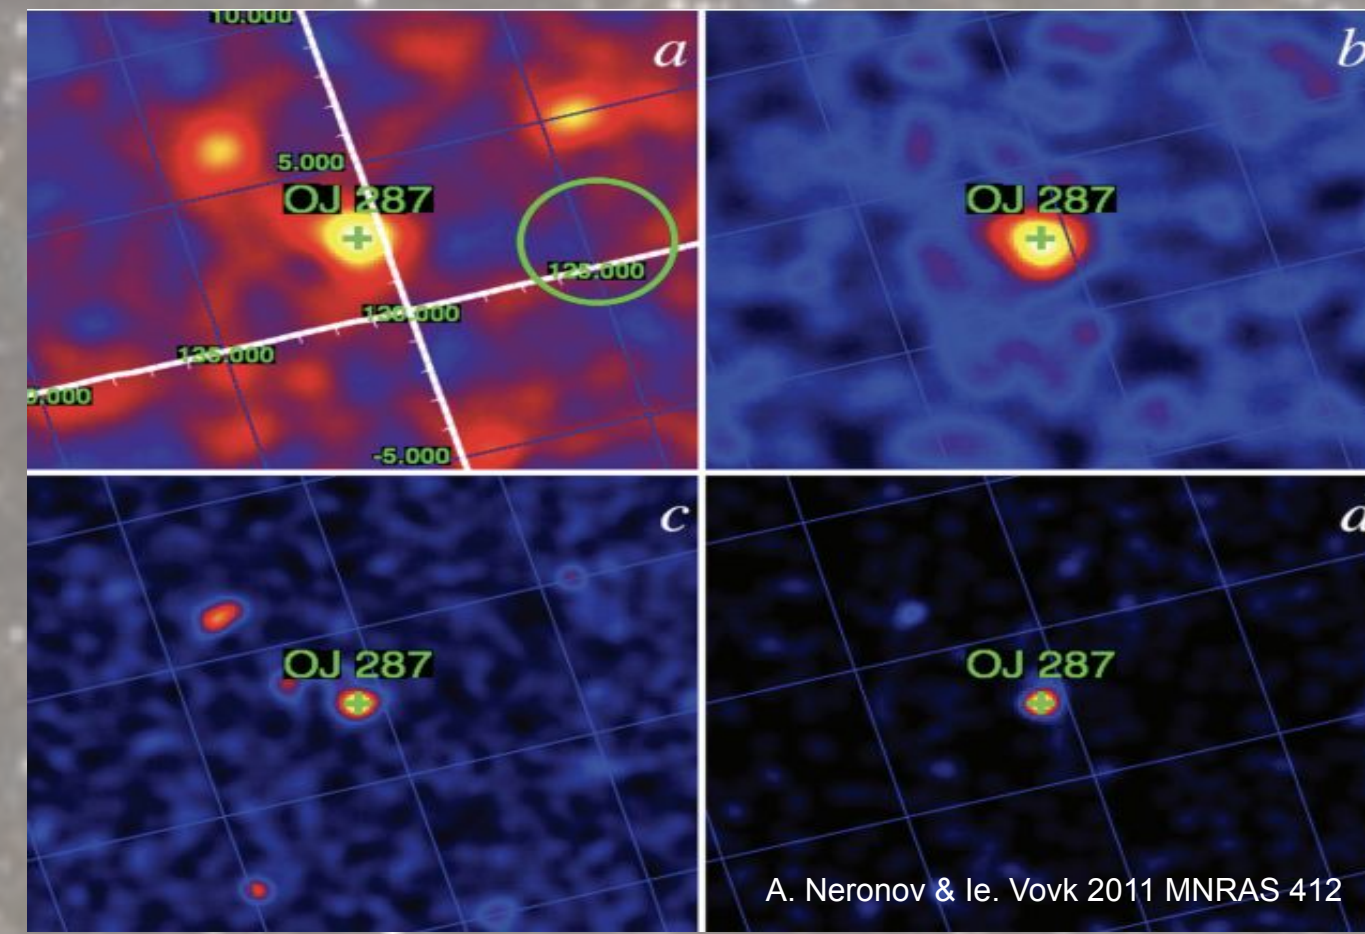 10.000
a
b
5.000
OJ 287
OJ 287
125.000
130.000
135.000
0.000
-5.000
c
d
OJ 287
OJ 287
A. Neronov & Ie. Vovk 2011 MNRAS 412